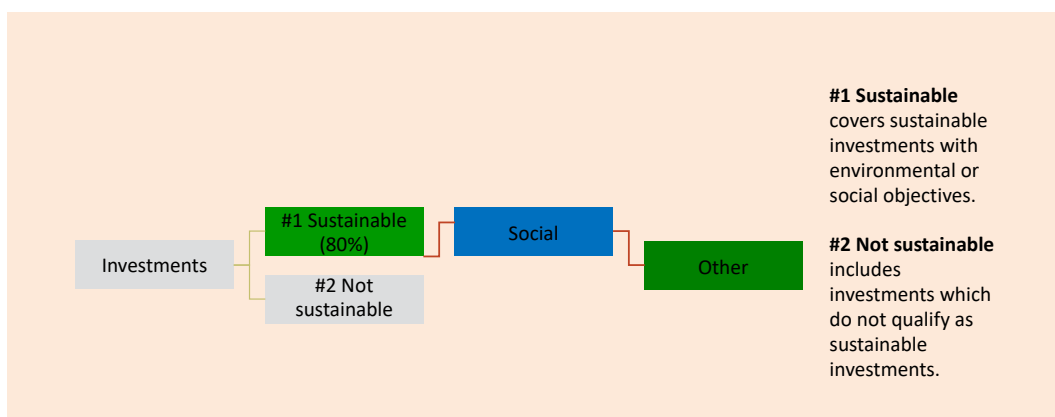 Investments
#1 Sustainable
(80%)
#2 Not
sustainable
Social
Other
#1 Sustainable
covers sustainable
investments with
environmental or
social objectives.
#2 Not sustainable
includes
investments which
do not qualify as
sustainable
investments.